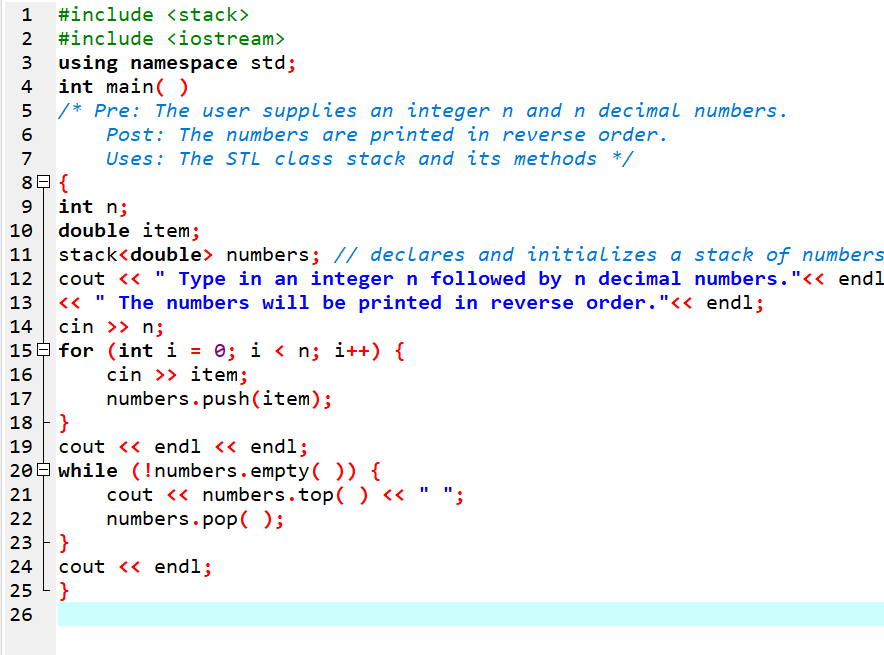 1 #include <stack>
2 #include <iostream>
3 using namespace std;
4 int main( )
5 /* Pre: The user supplies an integer n and n decimal numbers.
6     Post: The numbers are printed in reverse order.
7     Uses: The STL class stack and its methods */
8 {
9 int n;
10 double item;
11 stack<double> numbers; // declares and initializes a stack of numbers
12 cout << " Type in an integer n followed by n decimal numbers."<< endl
13 << " The numbers will be printed in reverse order."<< endl;
14 cin >> n;
15 for (int i = 0; i < n; i++) {
16     cin >> item;
17     numbers.push(item);
18 }
19 cout << endl << endl;
20 while (!numbers.empty( )) {
21     cout << numbers.top( ) << " ";
22     numbers.pop( );
23 }
24 cout << endl;
25 }
26